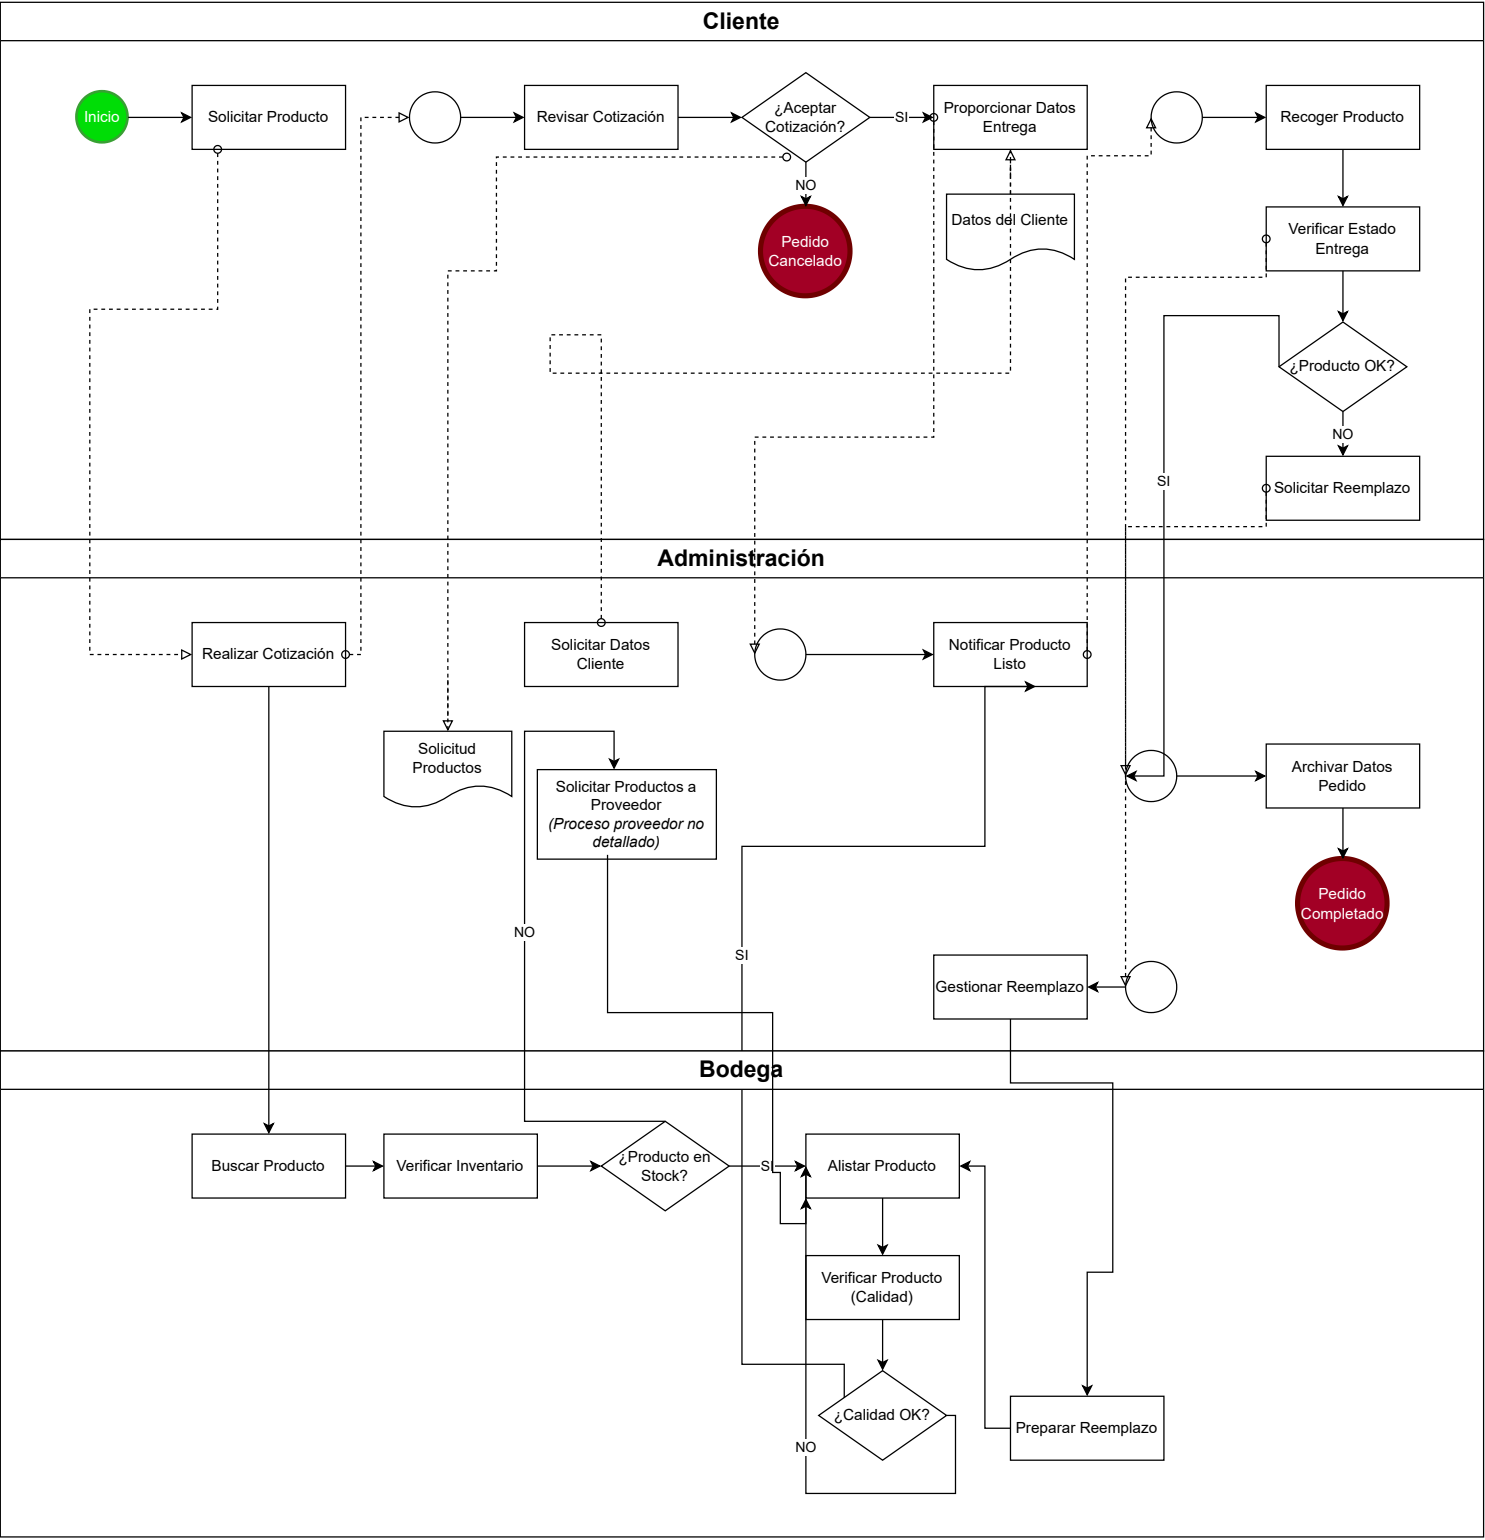 Cliente
Inicio
Solicitar Producto
Revisar Cotización
¿Aceptar
Cotización?
SI
Proporcionar Datos
Entrega
Recoger Producto
NO
Pedido
Cancelado
Datos del Cliente
Verificar Estado
Entrega
¿Producto OK?
NO
SI
Solicitar Reemplazo
Administración
Realizar Cotización
Solicitar Datos
Cliente
Notificar Producto
Listo
Solicitud
Productos
Solicitar Productos a
Proveedor
(Proceso proveedor no
detallado)
Archivar Datos
Pedido
Pedido
Completado
NO
SI
Gestionar Reemplazo
Bodega
Buscar Producto
Verificar Inventario
¿Producto en
Stock?
SI
Alistar Producto
Verificar Producto
(Calidad)
¿Calidad OK?
NO
Preparar Reemplazo